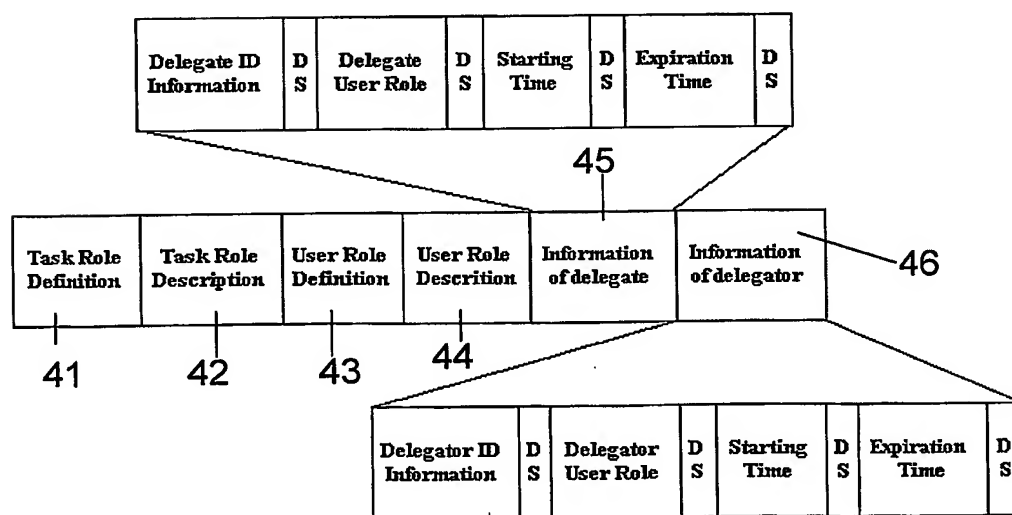 Delegate ID Information
D S
Delegate User Role
D S
Starting Time
D S
Expiration Time
D S
45
Task Role Definition
Task Role Description
User Role Definition
User Role Descrition
Information of delegate
Information of delegator
46
41
42
43
44
Delegator ID Information
D S
Delegator User Role
D S
Starting Time
D S
Expiration Time
D S